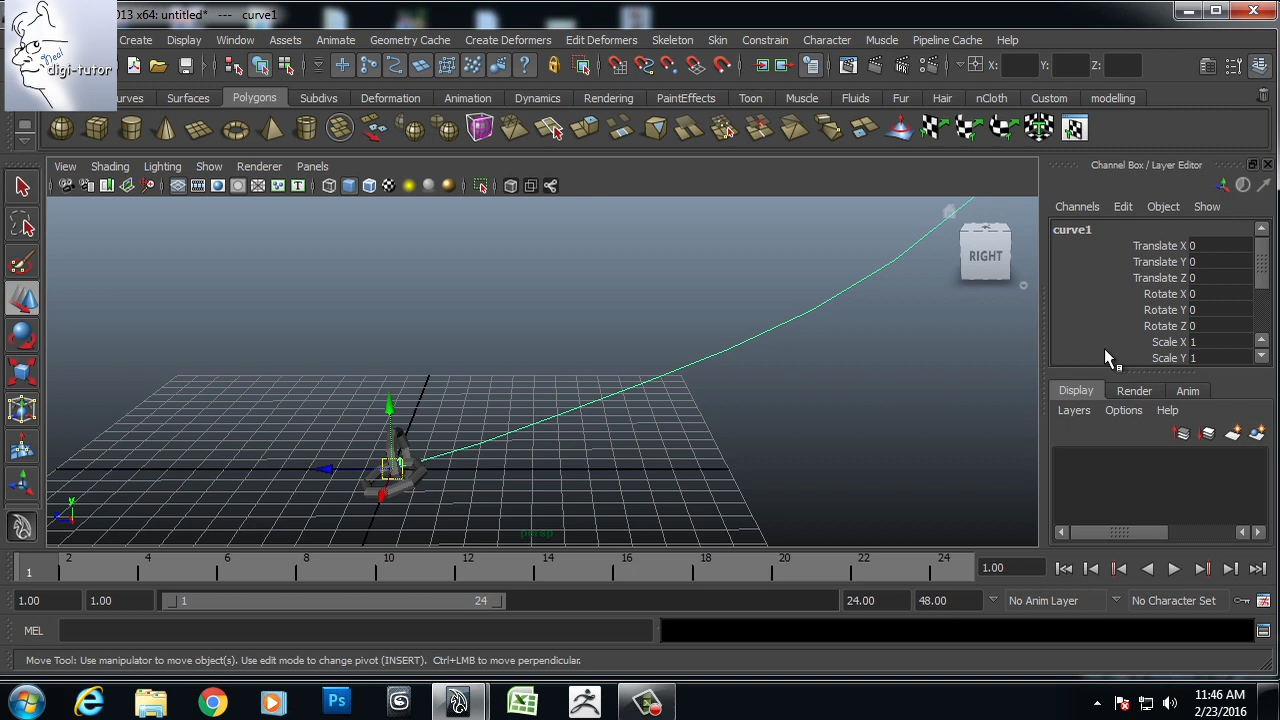 013 x64: untitled*   ---   curve1
Deal
digi-tutor
Create Display Window Assets Animate Geometry Cache Create Deformers Edit Deformers Skeleton Skin Constrain Character Muscle Pipeline Cache Help
X: Y: Z:
urves Surfaces Polygons Subdivs Deformation Animation Dynamics Rendering PaintEffects Toon Muscle Fluids Fur Hair nCloth Custom modelling
View Shading Lighting Show Renderer Panels
Channel Box / Layer Editor
Channels Edit Object Show
curve1
Translate X 0
Translate Y 0
Translate Z 0
Rotate X 0
Rotate Y 0
Rotate Z 0
Scale X 1
Scale Y 1
RIGHT
Display Render Anim
Layers Options Help
y
persp
2 4 6 8 10 12 14 16 18 20 22 24
1
1.00
1.00 1.00 1 24 24.00 48.00 No Anim Layer No Character Set
MEL
Move Tool: Use manipulator to move object(s). Use edit mode to change pivot (INSERT).  Ctrl+LMB to move perpendicular.
Ps
11:46 AM
2/23/2016